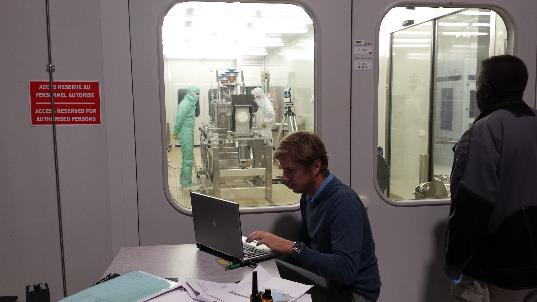 ACCES RESERVE AU
PERSONNEL AUTORISE
ACCESS RESERVED FOR
AUTHORISED PERSONS